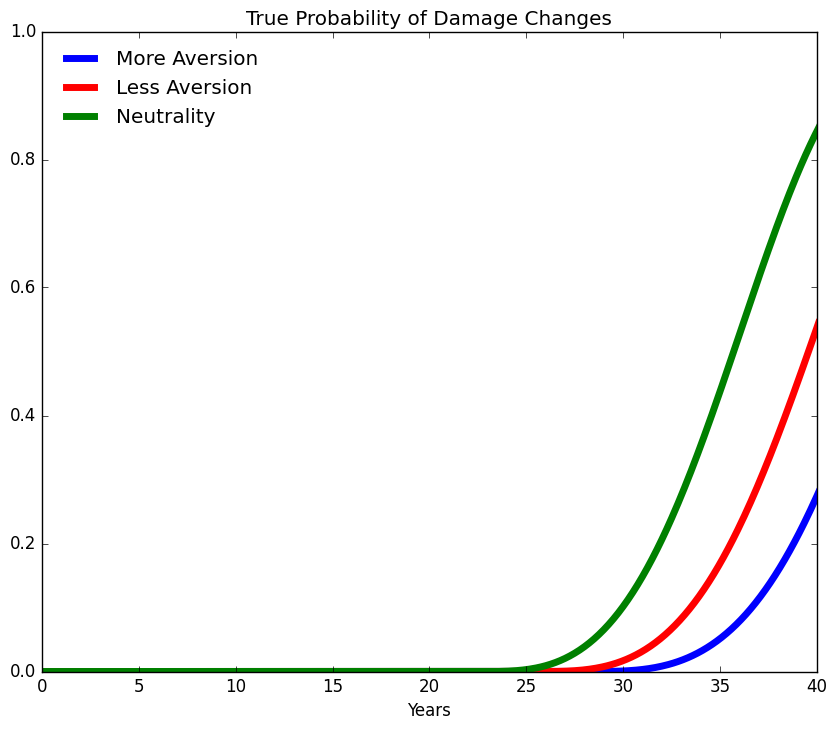 True Probability of Damage Changes
1.0
More Aversion
Less Aversion
Neutrality
0.8
0.6
0.4
0.2
0.0
0 5 10 15 20 25 30 35 40
Years